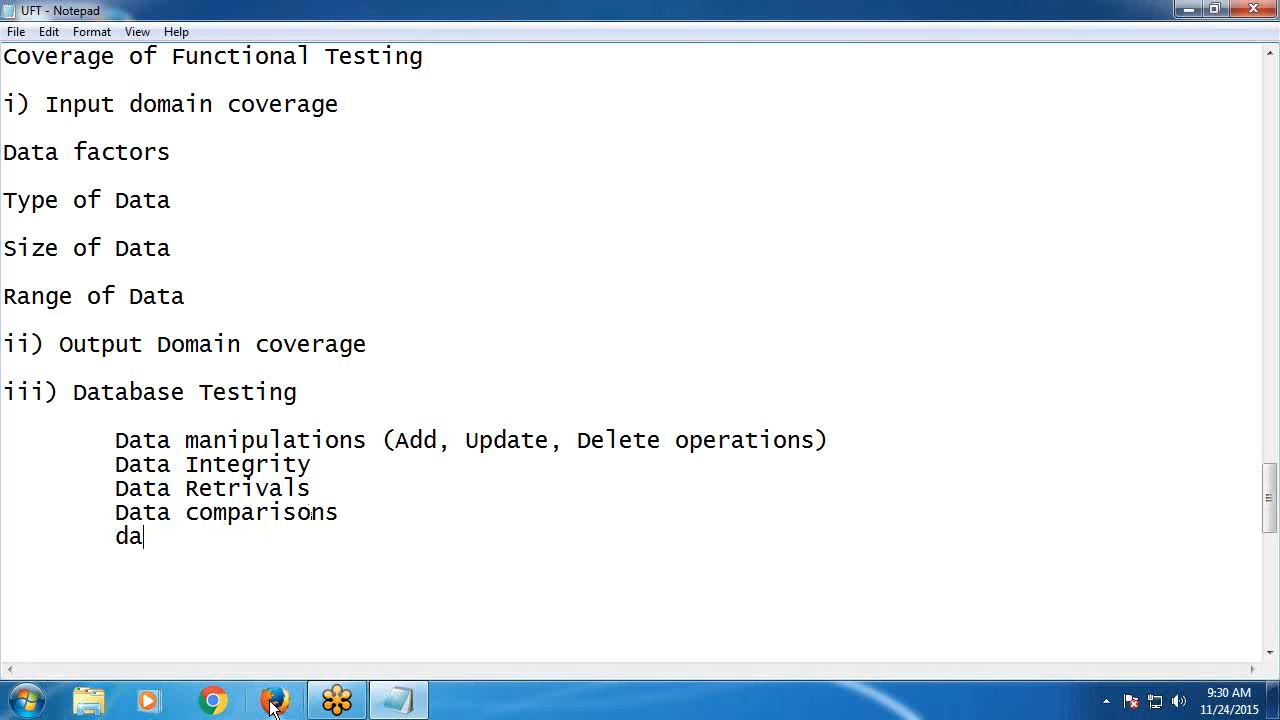 UFT - Notepad
File Edit Format View Help
Coverage of Functional Testing
i) Input domain coverage
Data factors
Type of Data
Size of Data
Range of Data
ii) Output Domain coverage
iii) Database Testing
Data manipulations (Add, Update, Delete operations)
Data Integrity
Data Retrivals
Data comparisons
da
9:30 AM
11/24/2015